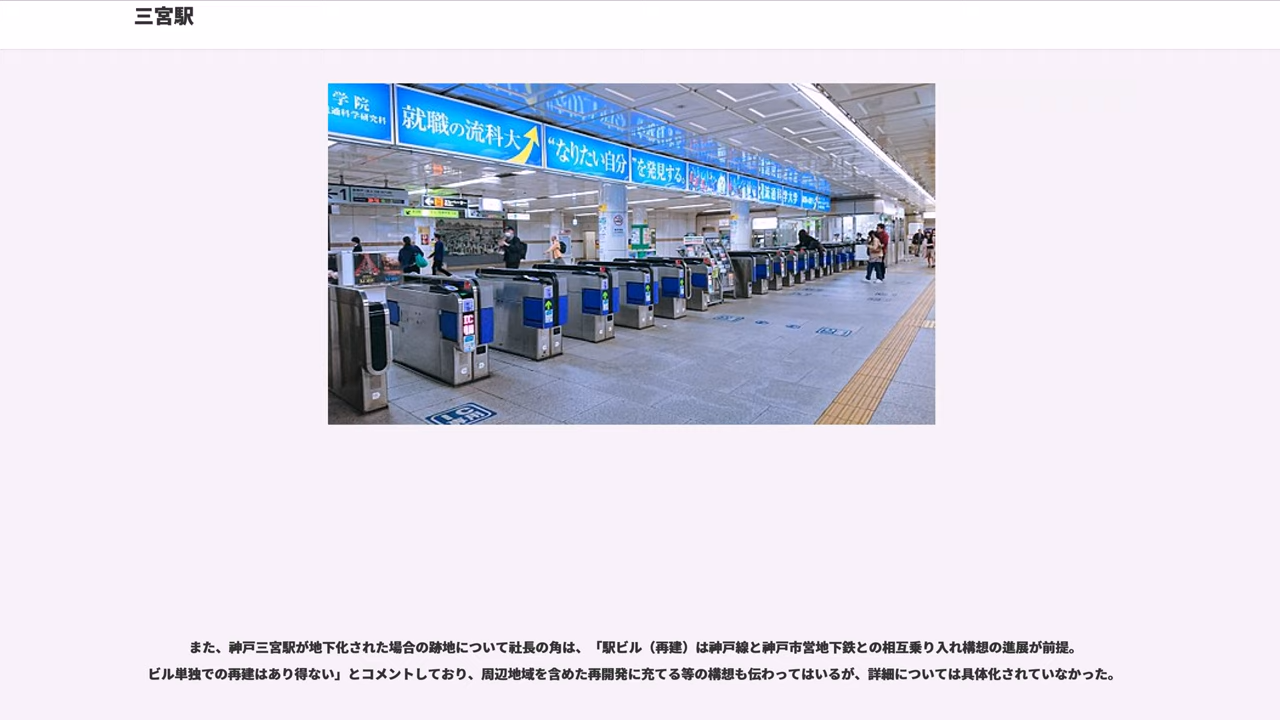 三宮駅
学院
通科学研究科
就職の流科大
“なりたい自分
”を発見する。
また、神戸三宮駅が地下化された場合の跡地について社長の角は、「駅ビル（再建）は神戸線と神戸市営地下鉄との相互乗り入れ構想の進展が前提。
ビル単独での再建はあり得ない」とコメントしており、周辺地域を含めた再開発に充てる等の構想も伝わってはいるが、詳細については具体化されていなかった。